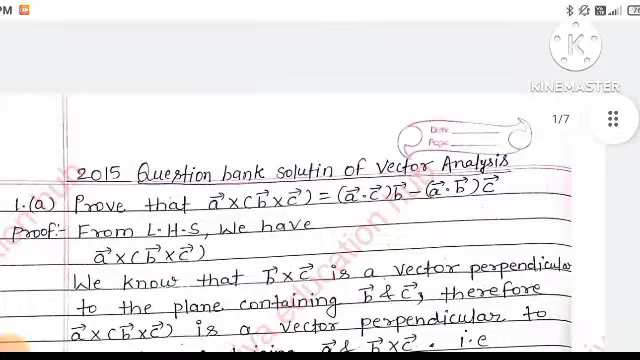 PM
KINEMASTER
1/7
Date
Page
2015 Question bank solutin of Vector Analysis
1.(a) Prove that a⃗×(b⃗×c⃗)=(a⃗·c⃗)b⃗-(a⃗·b⃗)c⃗
Proof:- From L.H.S, We have
a⃗×(b⃗×c⃗)
We know that b⃗×c⃗ is a vector perpendicular
to the plane containing b⃗ & c⃗, therefore
a⃗×(b⃗×c⃗) is a vector perpendicular to
a⃗ & b⃗×c⃗. i.e